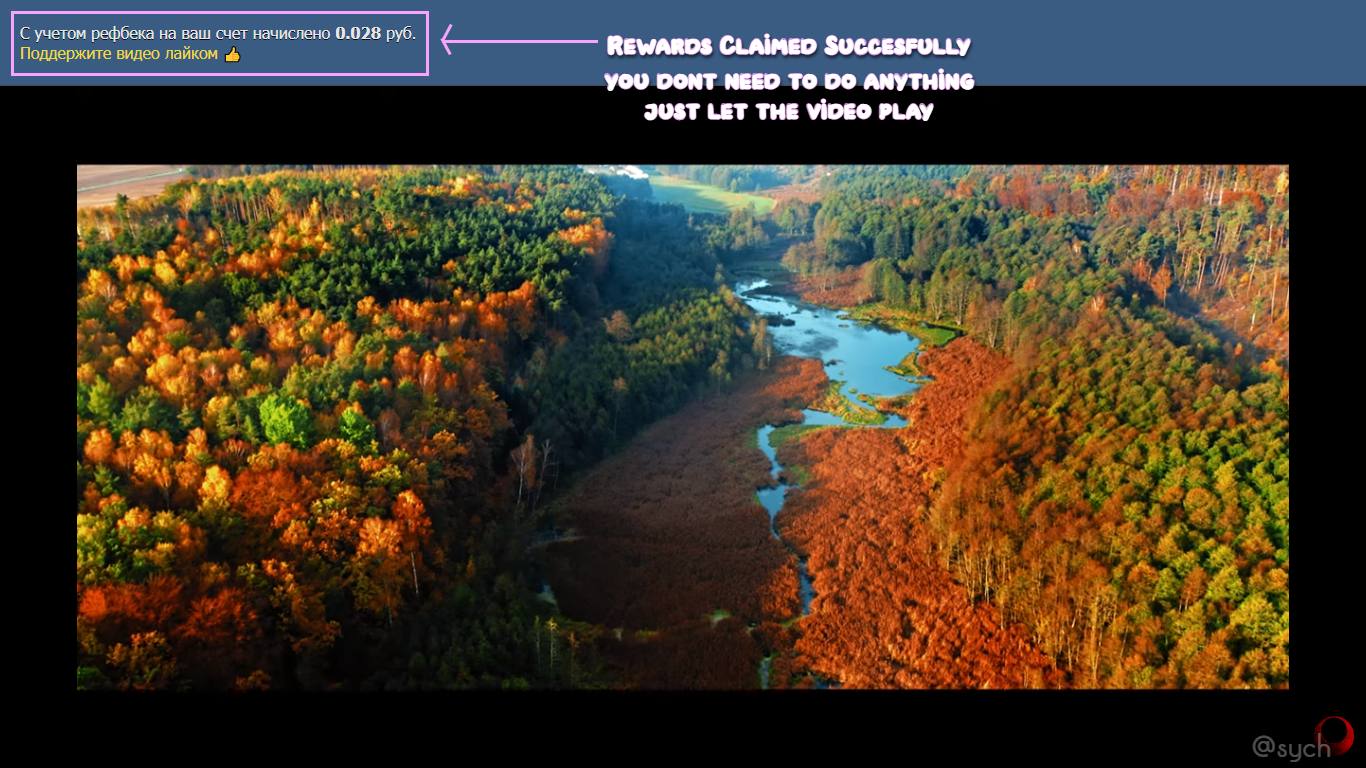 С учетом рефбека на ваш счет начислено 0.028 руб.
Поддержите видео лайком 👍
Rewards Claimed Succesfully
you dont need to do anything
just let the video play
@sych